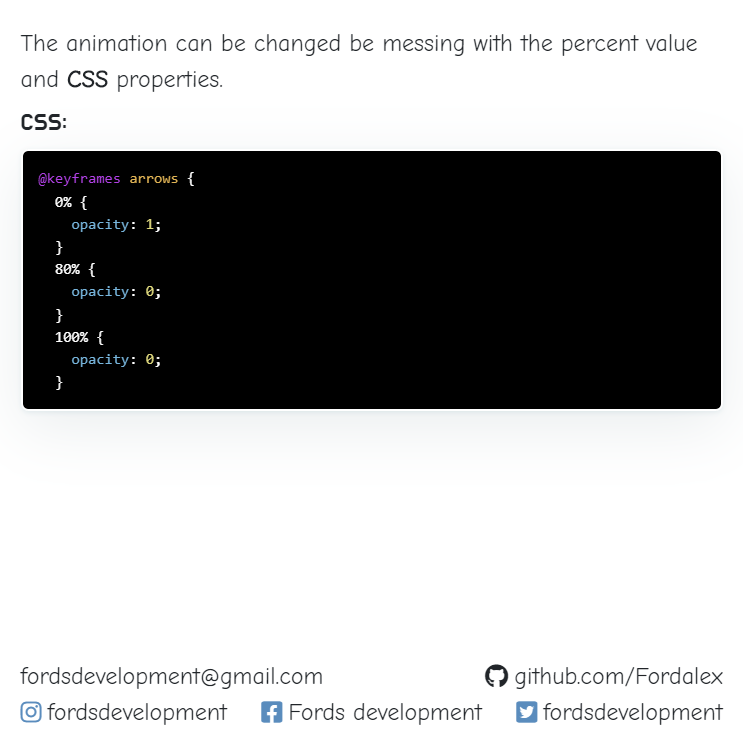 The animation can be changed be messing with the percent value
and CSS properties.
CSS:
@keyframes arrows {
  0% {
    opacity: 1;
  }
  80% {
    opacity: 0;
  }
  100% {
    opacity: 0;
  }
fordsdevelopment@gmail.com github.com/Fordalex
fordsdevelopment Fords development fordsdevelopment